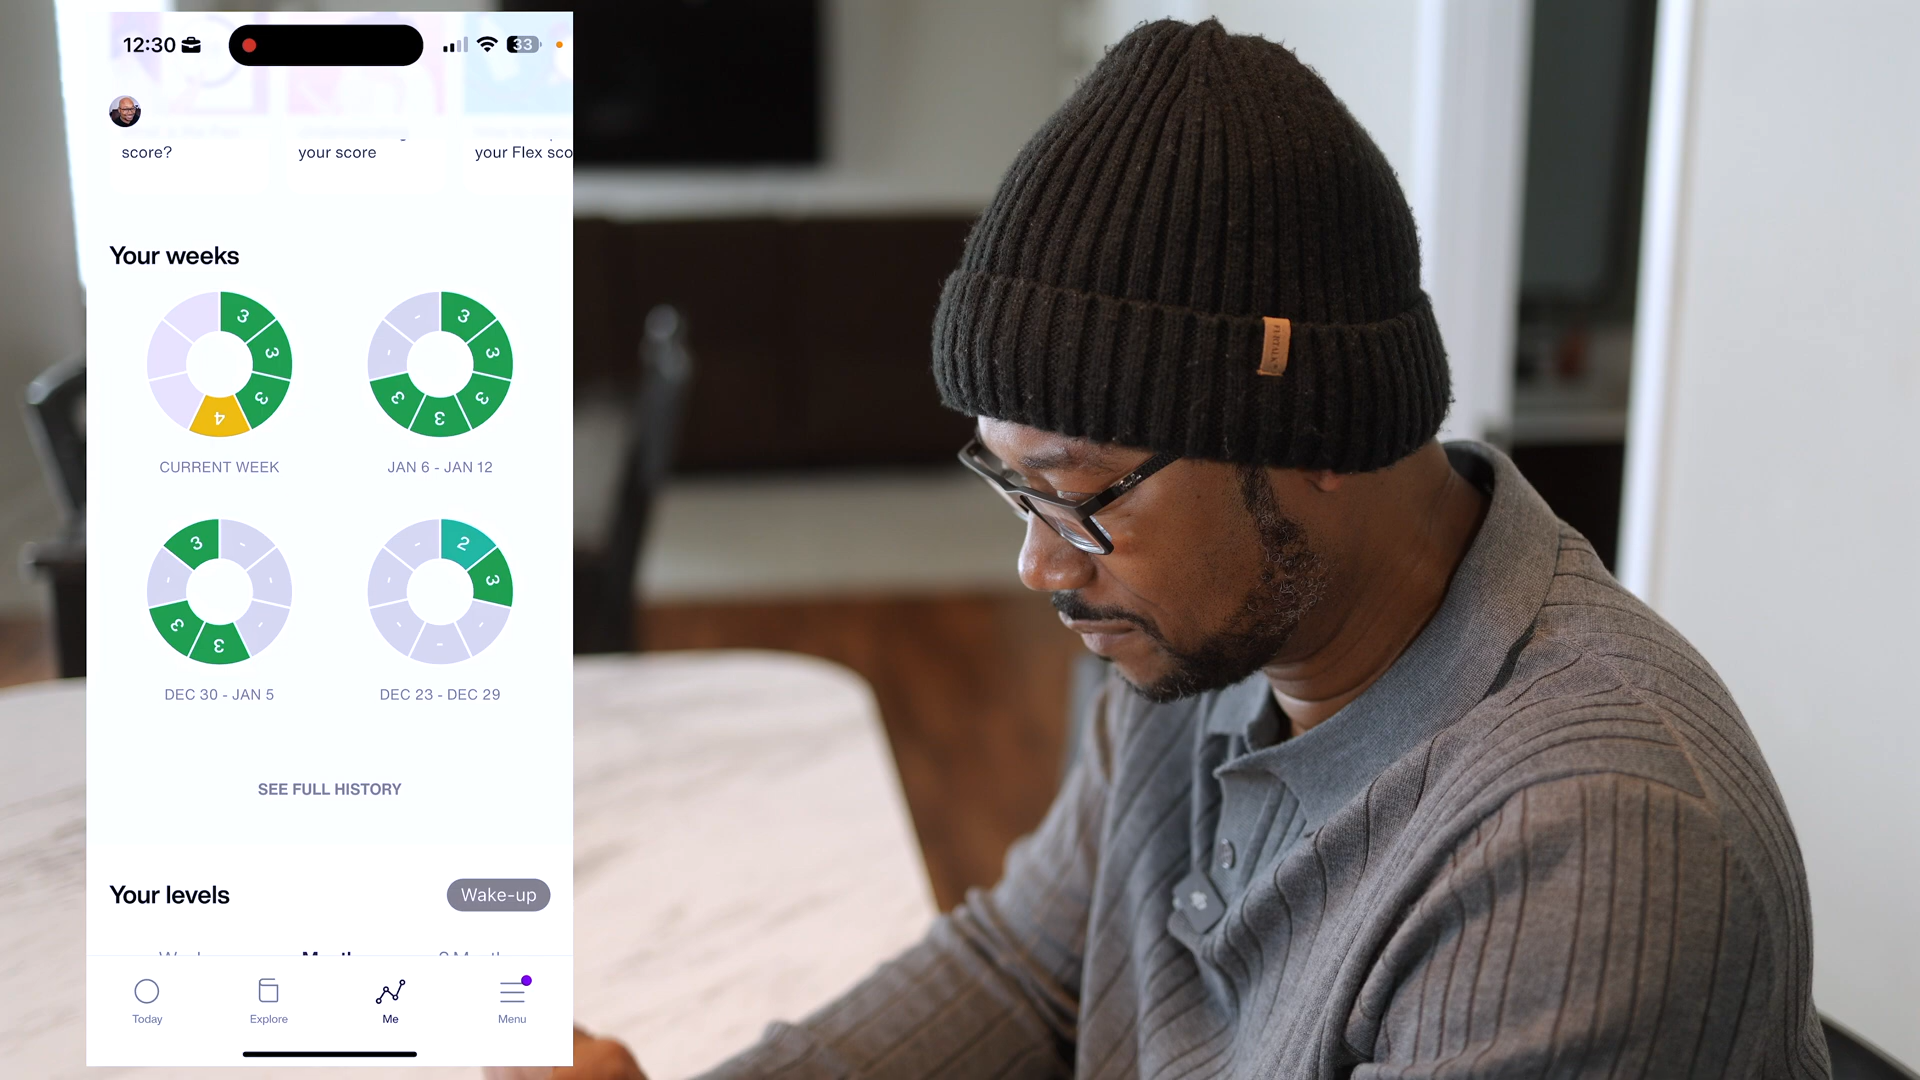 12:30
33
score?
your score
your Flex sco
Your weeks
3 3 3 4
CURRENT WEEK
3 3 3 3 3 - -
JAN 6 - JAN 12
- - - 3 3 - 3
DEC 30 - JAN 5
2 3 - - - - -
DEC 23 - DEC 29
SEE FULL HISTORY
Your levels
Wake-up
Today
Explore
Me
Menu